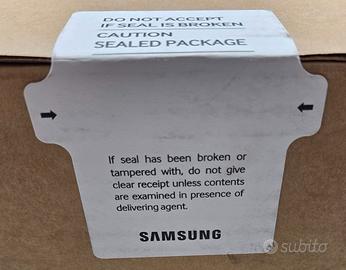 DO NOT ACCEPT
IF SEAL IS BROKEN
CAUTION
SEALED PACKAGE
If seal has been broken or
tampered with, do not give
clear receipt unless contents
are examined in presence of
delivering agent.
SAMSUNG
subito